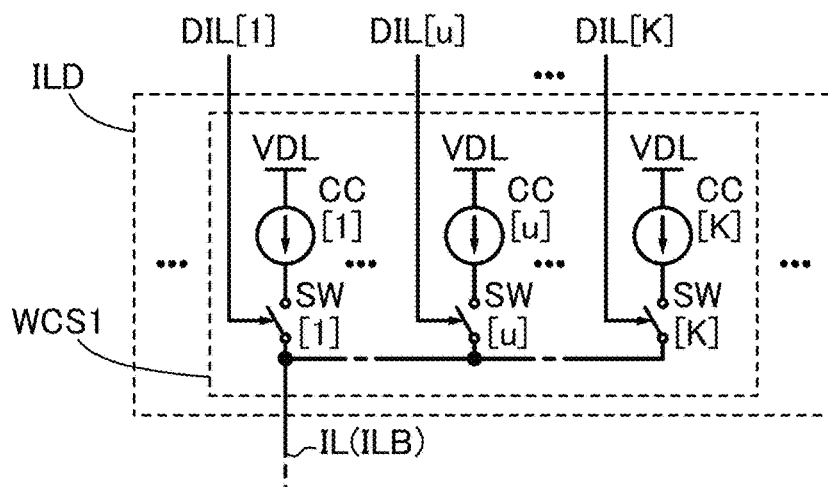 DIL[1] DIL[u] DIL[K]
•••
ILD
VDL VDL VDL
CC CC CC
[1] [u] [K]
••• ••• ••• •••
SW SW SW
WCS1
[1] [u] [K]
IL(ILB)